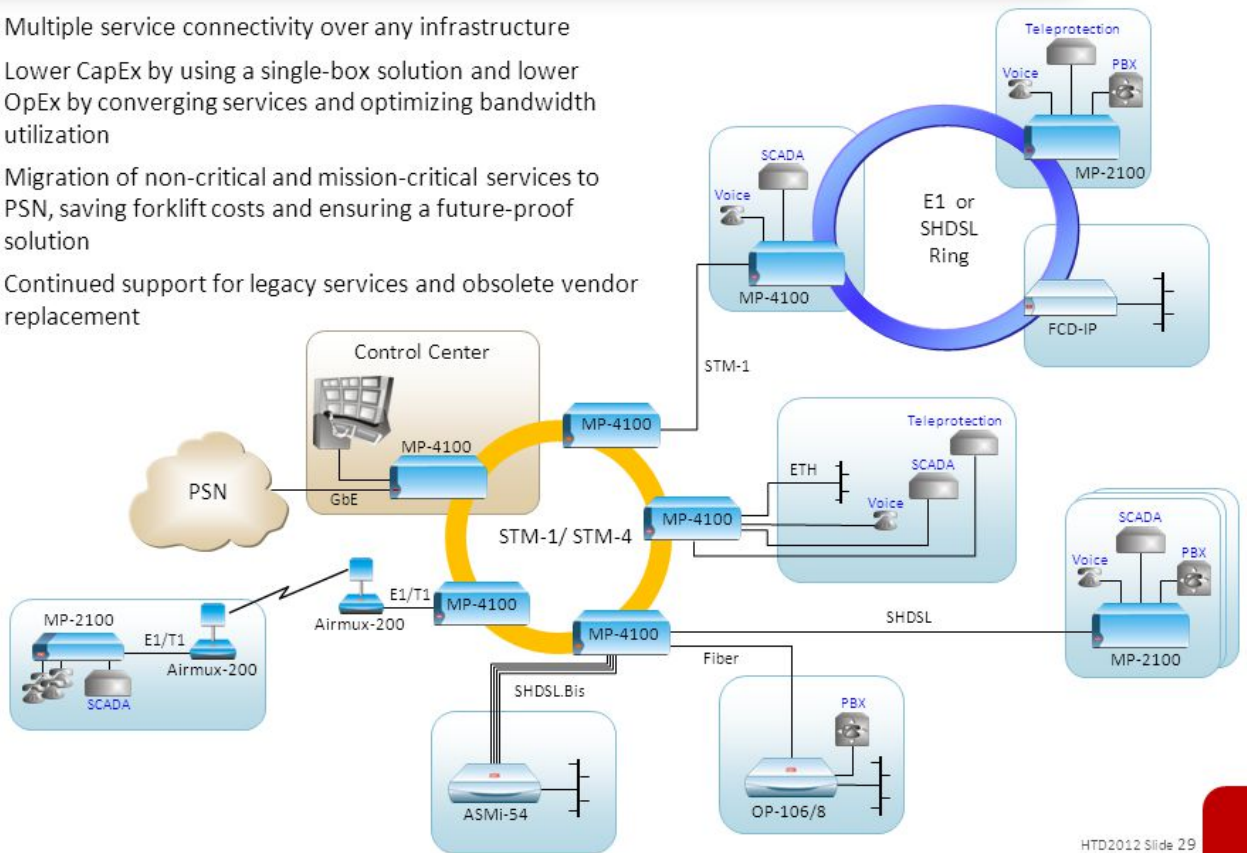 Multiple service connectivity over any infrastructure
Lower CapEx by using a single-box solution and lower
OpEx by converging services and optimizing bandwidth
utilization
Migration of non-critical and mission-critical services to
PSN, saving forklift costs and ensuring a future-proof
solution
Continued support for legacy services and obsolete vendor
replacement
Teleprotection
Voice
PBX
MP-2100
SCADA
Voice
MP-4100
E1 or
SHDSL
Ring
FCD-IP
STM-1
Control Center
MP-4100
GbE
PSN
MP-4100
STM-1/ STM-4
MP-4100
ETH
Teleprotection
SCADA
Voice
MP-4100
E1/T1
Airmux-200
MP-2100
E1/T1
Airmux-200
SCADA
MP-4100
SHDSL
SCADA
Voice
PBX
MP-2100
Fiber
SHDSL.Bis
ASMi-54
PBX
OP-106/8
HTD2012 Slide 29